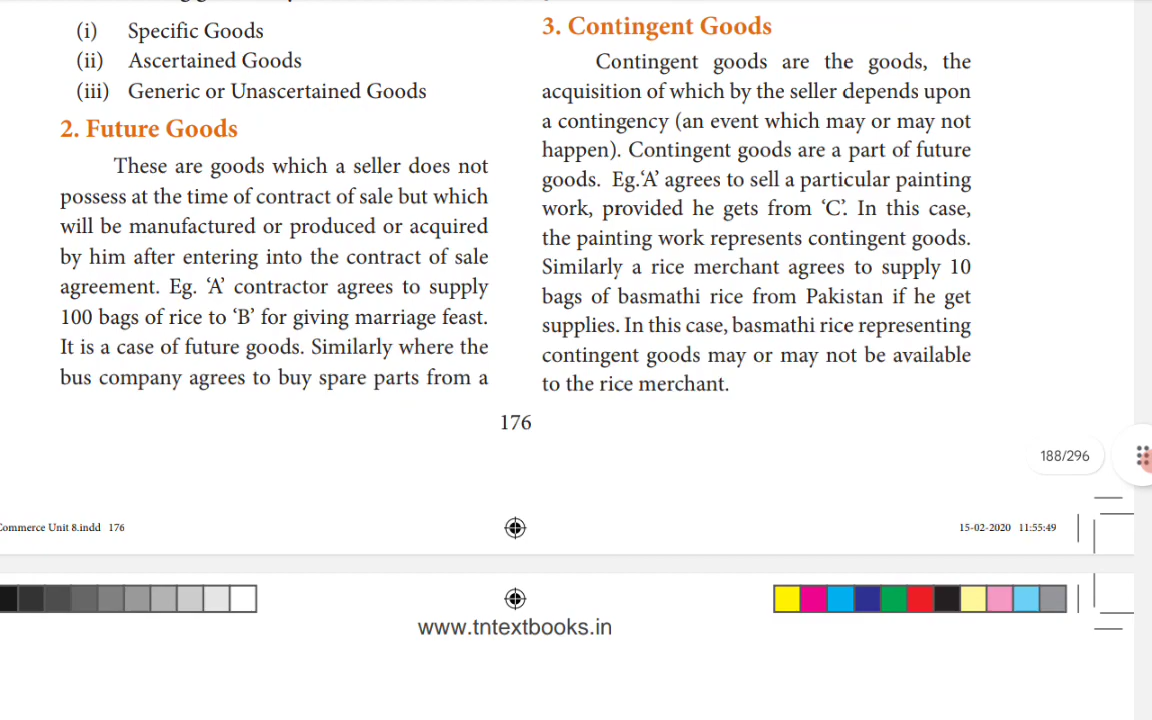 (i) Specific Goods
(ii) Ascertained Goods
(iii) Generic or Unascertained Goods
2. Future Goods
These are goods which a seller does not
possess at the time of contract of sale but which
will be manufactured or produced or acquired
by him after entering into the contract of sale
agreement. Eg. ‘A’ contractor agrees to supply
100 bags of rice to ‘B’ for giving marriage feast.
It is a case of future goods. Similarly where the
bus company agrees to buy spare parts from a
3. Contingent Goods
Contingent goods are the goods, the
acquisition of which by the seller depends upon
a contingency (an event which may or may not
happen). Contingent goods are a part of future
goods. Eg.‘A’ agrees to sell a particular painting
work, provided he gets from ‘C’. In this case,
the painting work represents contingent goods.
Similarly a rice merchant agrees to supply 10
bags of basmathi rice from Pakistan if he get
supplies. In this case, basmathi rice representing
contingent goods may or may not be available
to the rice merchant.
176
188/296
Commerce Unit 8.indd 176
15-02-2020 11:55:49
www.tntextbooks.in